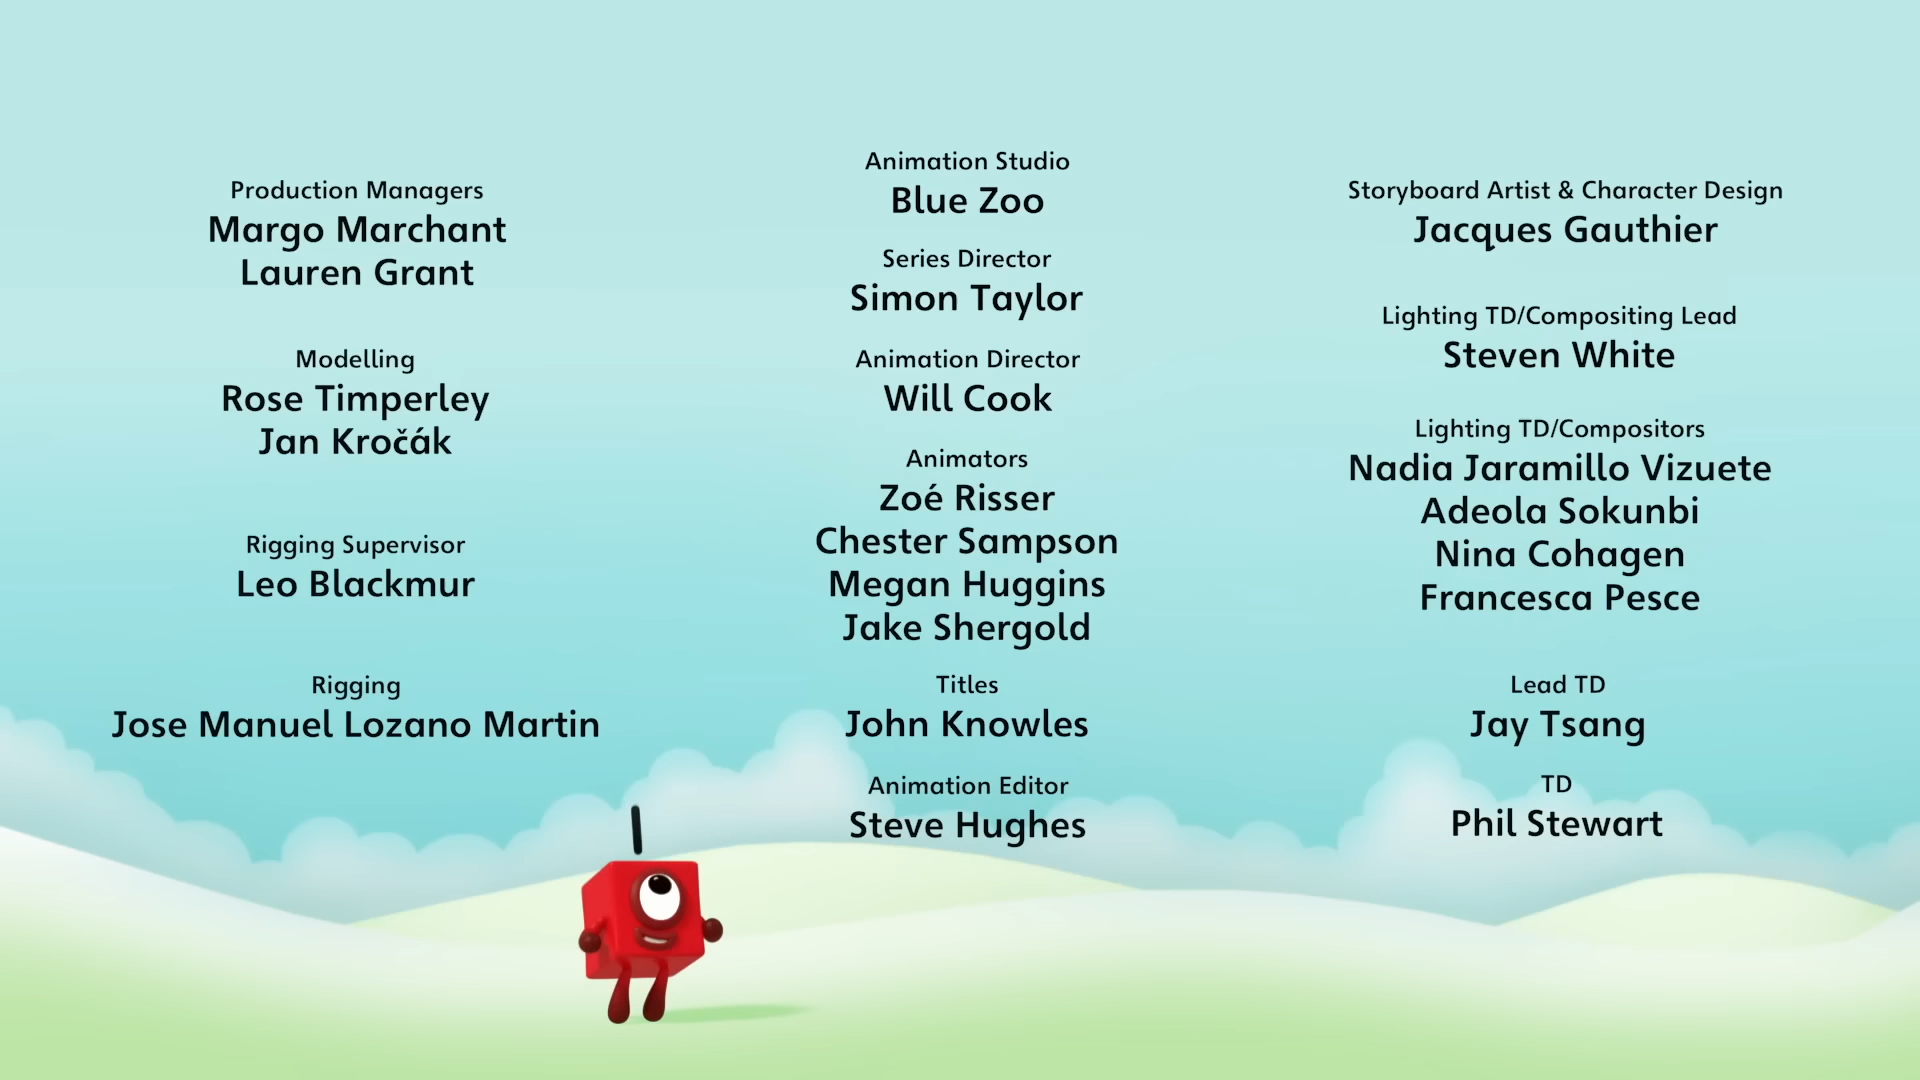 Production Managers
Margo Marchant
Lauren Grant
Modelling
Rose Timperley
Jan Kročák
Rigging Supervisor
Leo Blackmur
Rigging
Jose Manuel Lozano Martin
Animation Studio
Blue Zoo
Series Director
Simon Taylor
Animation Director
Will Cook
Animators
Zoé Risser
Chester Sampson
Megan Huggins
Jake Shergold
Titles
John Knowles
Animation Editor
Steve Hughes
Storyboard Artist & Character Design
Jacques Gauthier
Lighting TD/Compositing Lead
Steven White
Lighting TD/Compositors
Nadia Jaramillo Vizuete
Adeola Sokunbi
Nina Cohagen
Francesca Pesce
Lead TD
Jay Tsang
TD
Phil Stewart